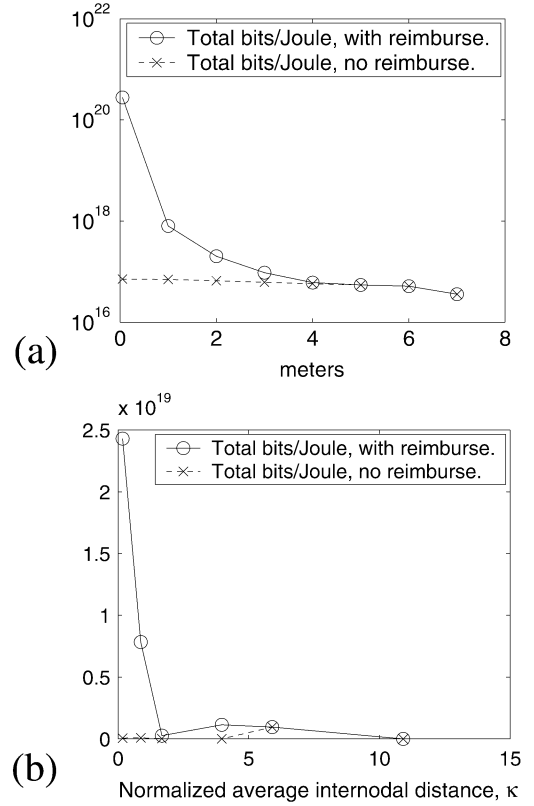 10^22
Total bits/Joule, with reimburse.
Total bits/Joule, no reimburse.
10^20
10^18
10^16
0 2 4 6 8
(a)
meters
x 10^19
2.5
Total bits/Joule, with reimburse.
Total bits/Joule, no reimburse.
2
1.5
1
0.5
0
0 5 10 15
(b)
Normalized average internodal distance, κ